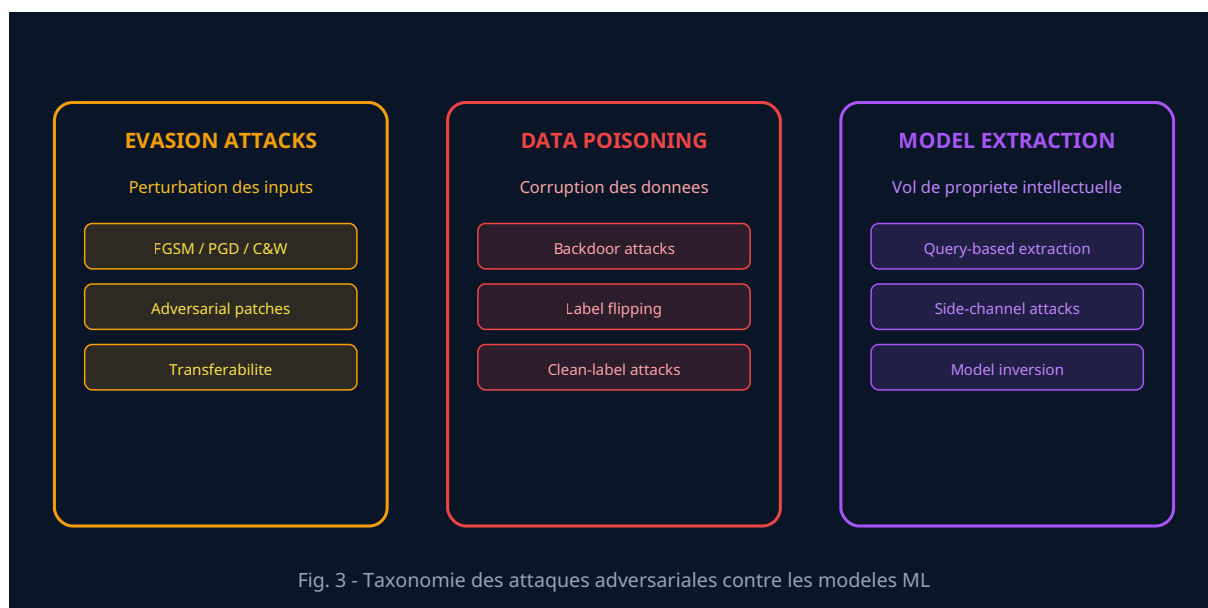 EVASION ATTACKS
Perturbation des inputs
FGSM / PGD / C&W
Adversarial patches
Transferabilite
DATA POISONING
Corruption des donnees
Backdoor attacks
Label flipping
Clean-label attacks
MODEL EXTRACTION
Vol de propriete intellectuelle
Query-based extraction
Side-channel attacks
Model inversion
Fig. 3 - Taxonomie des attaques adversariales contre les modeles ML